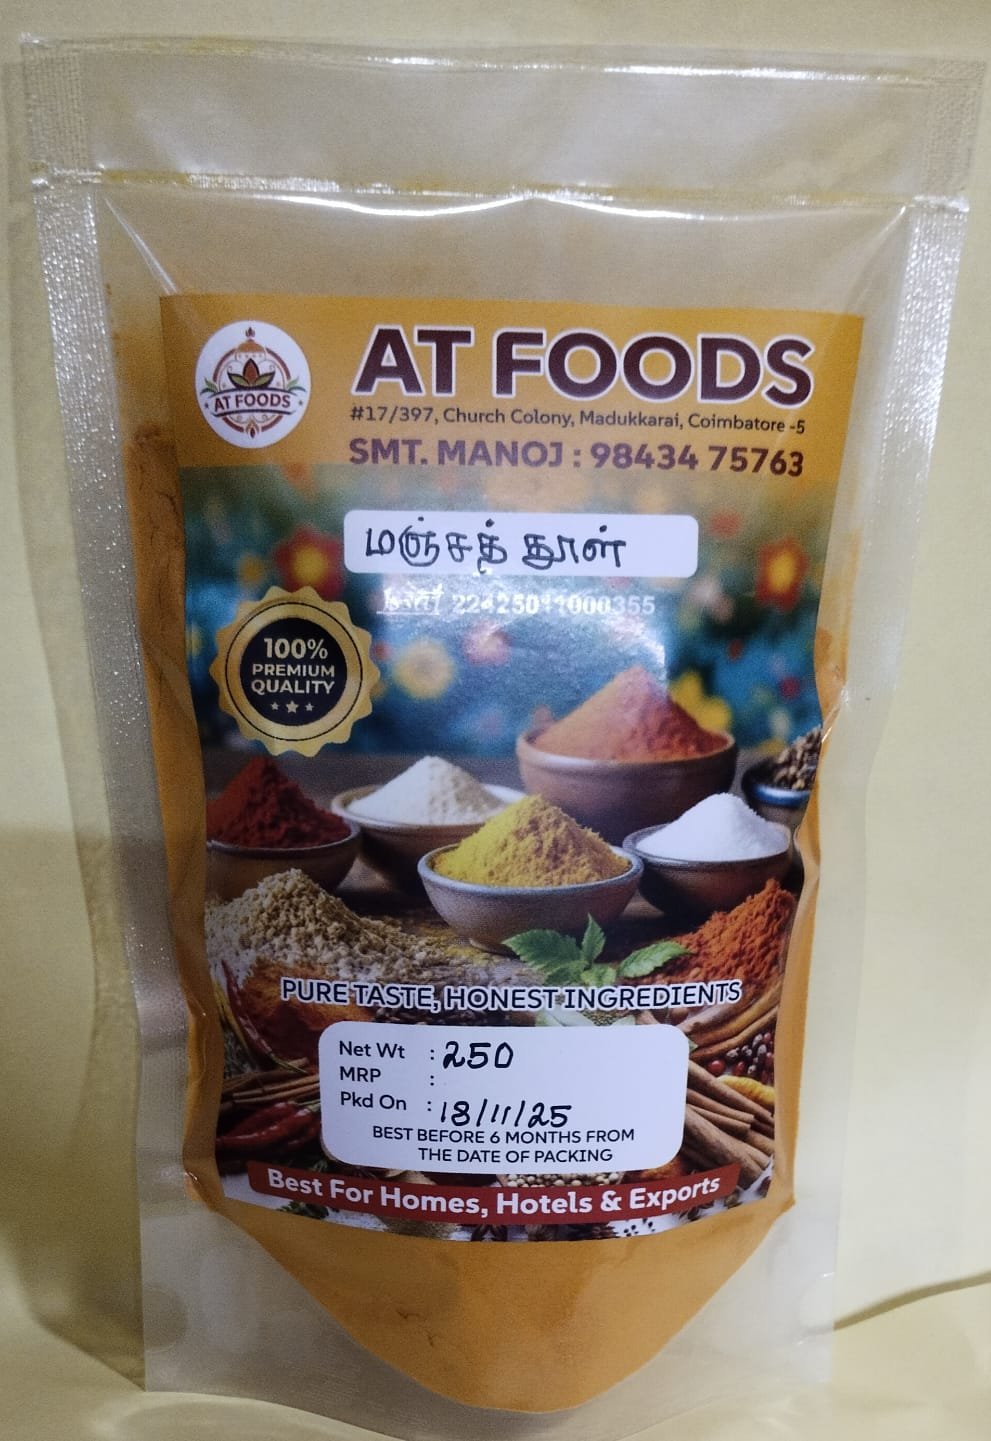 AT FOODS
AT FOODS
#17/397, Church Colony, Madukkarai, Coimbatore -5
SMT. MANOJ : 98434 75763
மஞ்சத் தூள்
fssai 22425011000355
100%
PREMIUM
QUALITY
PURE TASTE, HONEST INGREDIENTS
Net Wt : 250
MRP :
Pkd On : 18/11/25
BEST BEFORE 6 MONTHS FROM
THE DATE OF PACKING
Best For Homes, Hotels & Exports